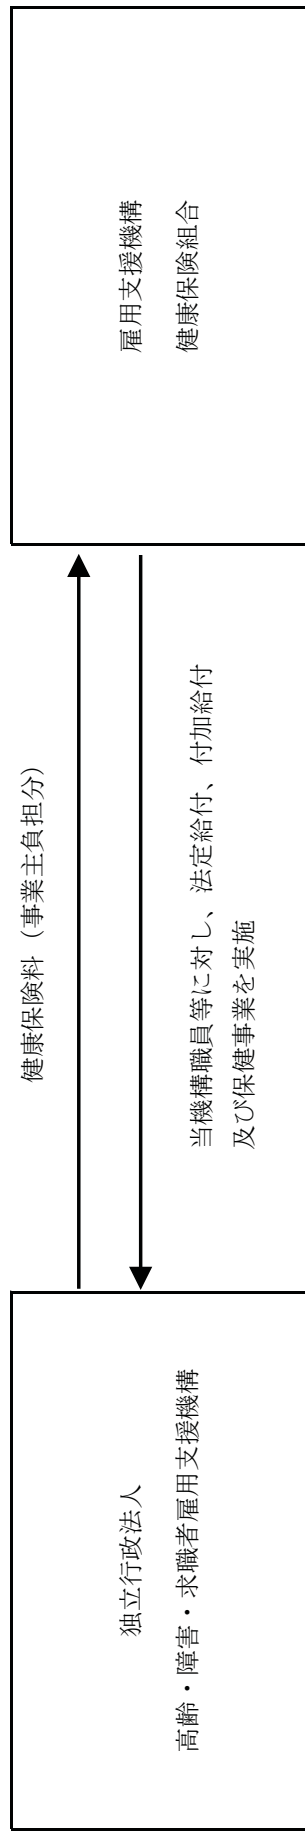 独立行政法人
高齢・障害・求職者雇用支援機構
健康保険料（事業主負担分）
当機構職員等に対し、法定給付、付加給付
及び保健事業を実施
雇用支援機構
健康保険組合